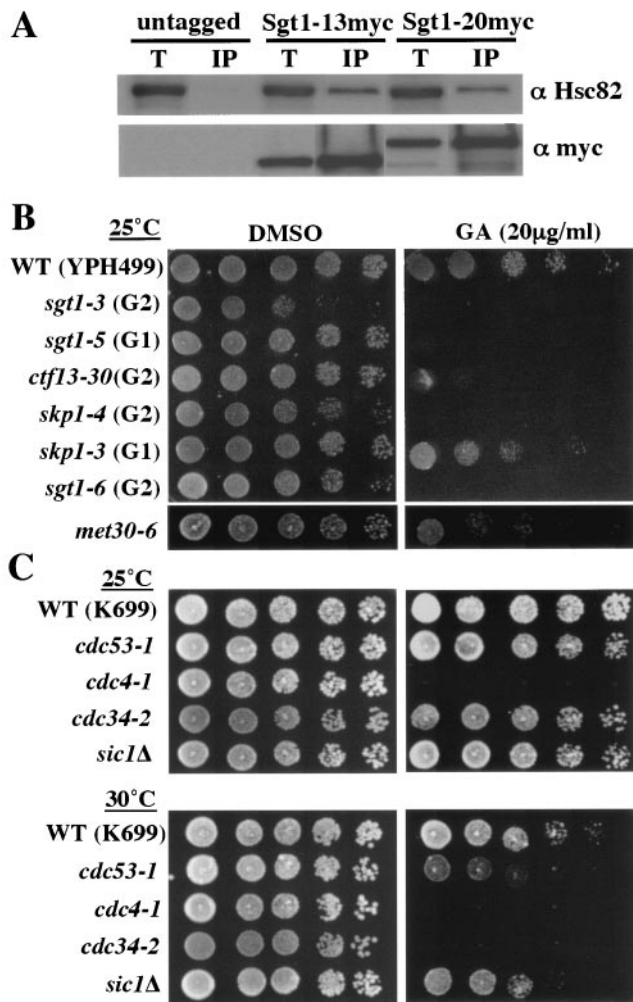 A
untagged Sgt1-13myc Sgt1-20myc
T IP T IP T IP
α Hsc82
α myc
B
25˚C DMSO GA (20μg/ml)
WT (YPH499)
sgt1-3 (G2)
sgt1-5 (G1)
ctf13-30(G2)
skp1-4 (G2)
skp1-3 (G1)
sgt1-6 (G2)
met30-6
C
25˚C
WT (K699)
cdc53-1
cdc4-1
cdc34-2
sic1Δ
30˚C
WT (K699)
cdc53-1
cdc4-1
cdc34-2
sic1Δ